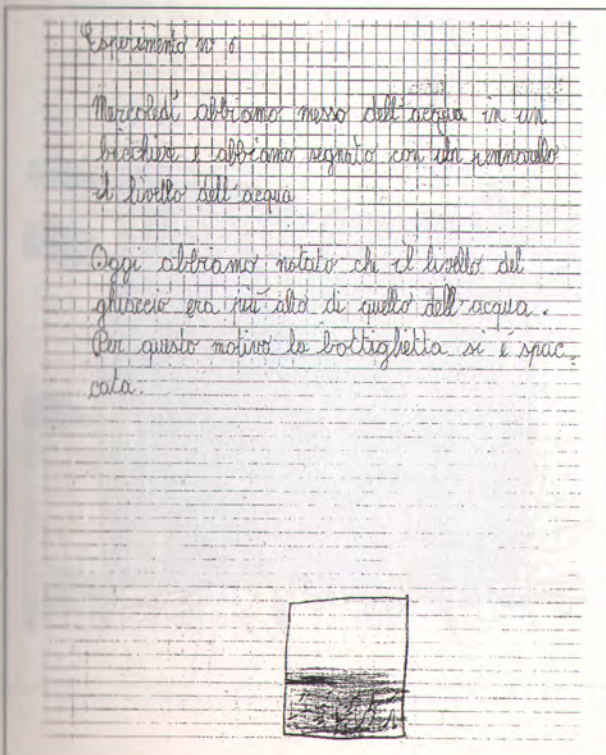 Esperimento n° 6
Mercoledì abbiamo messo dell'acqua in un
bicchiere e abbiamo segnato con un pennarello
il livello dell'acqua
Oggi abbiamo notato che il livello del
ghiaccio era più alto di quello dell'acqua.
Per questo motivo la bottiglietta si è spac-
cata.